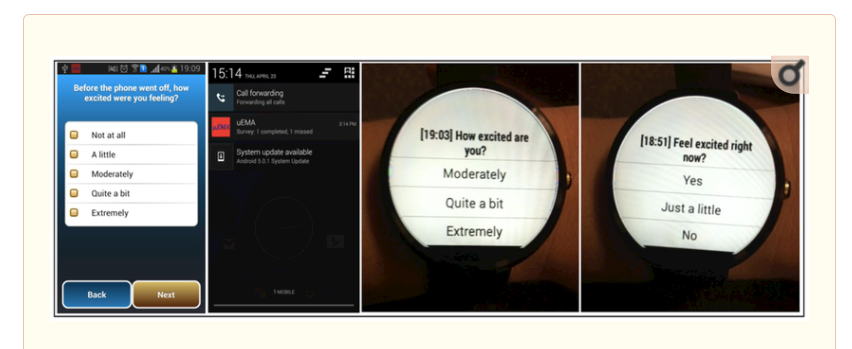 19:09
Before the phone went off, how
excited were you feeling?
Not at all
A little
Moderately
Quite a bit
Extremely
Back
Next
15:14 THU, APRIL 23
Call forwarding
Forwarding all calls
uEMA
uEMA
2:14 PM
Survey: 1 completed, 1 missed
System update available
Android 5.0.1 System Update
T-MOBILE
[19:03] How excited are
you?
Moderately
Quite a bit
Extremely
[18:51] Feel excited right
now?
Yes
Just a little
No